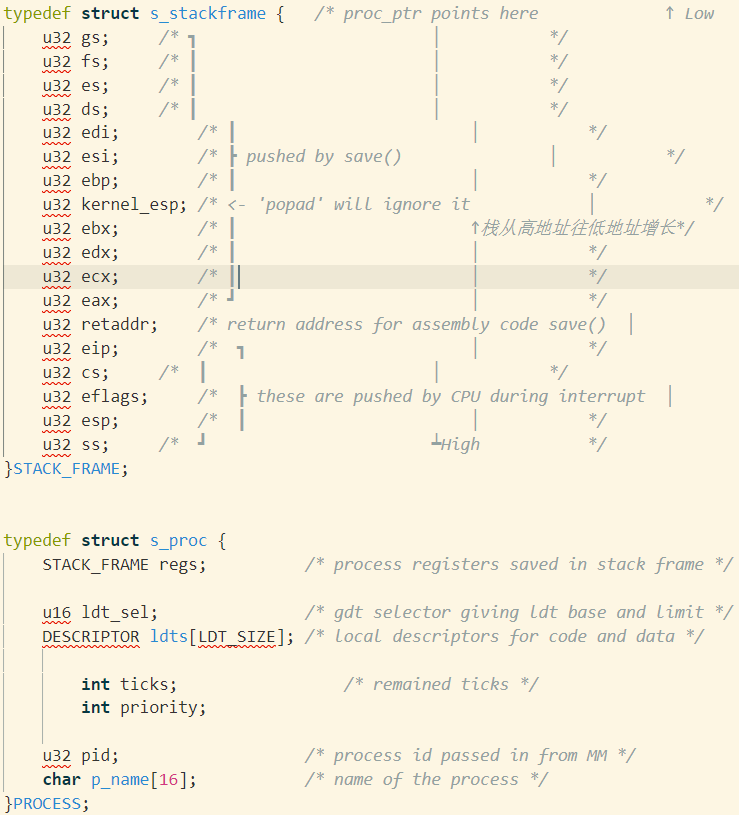 typedef struct s_stackframe {   /* proc_ptr points here             ↑ Low
    u32 gs;     /* ┓                        │           */
    u32 fs;     /* ┃                        │           */
    u32 es;     /* ┃                        │           */
    u32 ds;     /* ┃                        │           */
    u32 edi;        /* ┃                        │           */
    u32 esi;        /* ┣ pushed by save()               │           */
    u32 ebp;        /* ┃                        │           */
    u32 kernel_esp; /* <- 'popad' will ignore it            │           */
    u32 ebx;        /* ┃                        ↑栈从高地址往低地址增长*/
    u32 edx;        /* ┃                        │           */
    u32 ecx;        /* ┃                        │           */
    u32 eax;        /* ┛                        │           */
    u32 retaddr;    /* return address for assembly code save()  │
    u32 eip;        /*  ┓                       │           */
    u32 cs;     /*  ┃                       │           */
    u32 eflags;     /*  ┣ these are pushed by CPU during interrupt  │
    u32 esp;        /*  ┃                       │           */
    u32 ss;     /*  ┛                       ┷High           */
}STACK_FRAME;
typedef struct s_proc {
    STACK_FRAME regs;          /* process registers saved in stack frame */
    u16 ldt_sel;               /* gdt selector giving ldt base and limit */
    DESCRIPTOR ldts[LDT_SIZE]; /* local descriptors for code and data */
        int ticks;                 /* remained ticks */
        int priority;
    u32 pid;                   /* process id passed in from MM */
    char p_name[16];           /* name of the process */
}PROCESS;